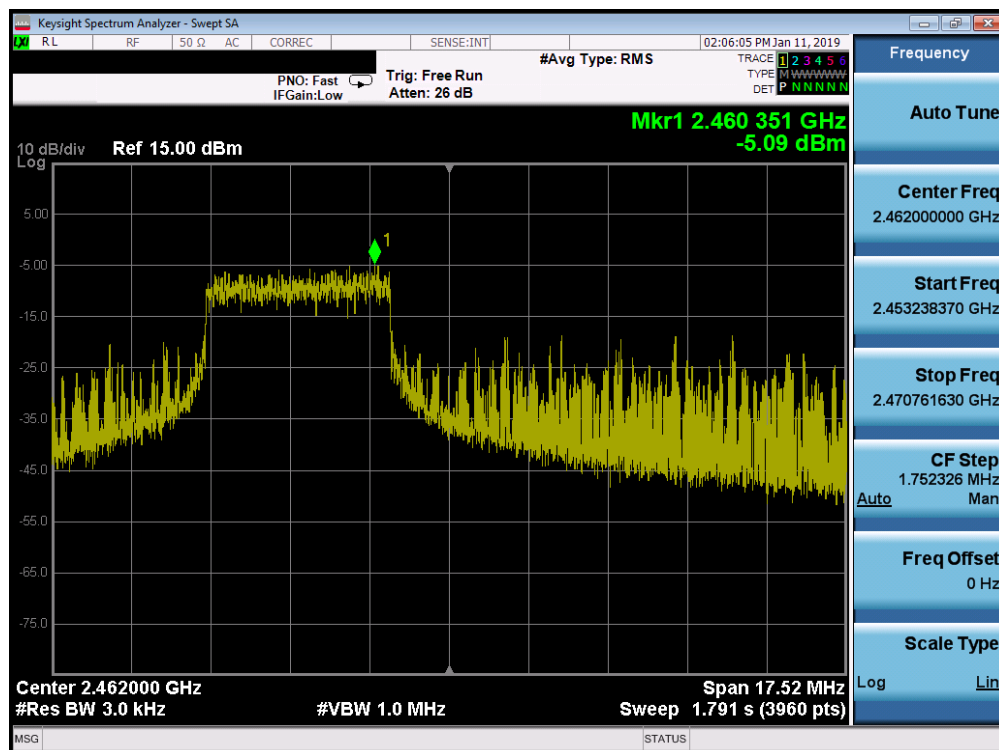 Keysight Spectrum Analyzer - Swept SA
LXI RL RF 50 Ω AC CORREC SENSE:INT 02:06:05 PM Jan 11, 2019
#Avg Type: RMS TRACE 1 2 3 4 5 6
PNO: Fast Trig: Free Run TYPE M WWWWW
IFGain:Low Atten: 26 dB DET P N N N N N
Mkr1 2.460 351 GHz
-5.09 dBm
10 dB/div Ref 15.00 dBm
Log
1
5.00
-5.00
-15.0
-25.0
-35.0
-45.0
-55.0
-65.0
-75.0
Center 2.462000 GHz Span 17.52 MHz
#Res BW 3.0 kHz #VBW 1.0 MHz Sweep 1.791 s (3960 pts)
MSG STATUS
Frequency
Auto Tune
Center Freq
2.462000000 GHz
Start Freq
2.453238370 GHz
Stop Freq
2.470761630 GHz
CF Step
1.752326 MHz
Auto Man
Freq Offset
0 Hz
Scale Type
Log Lin